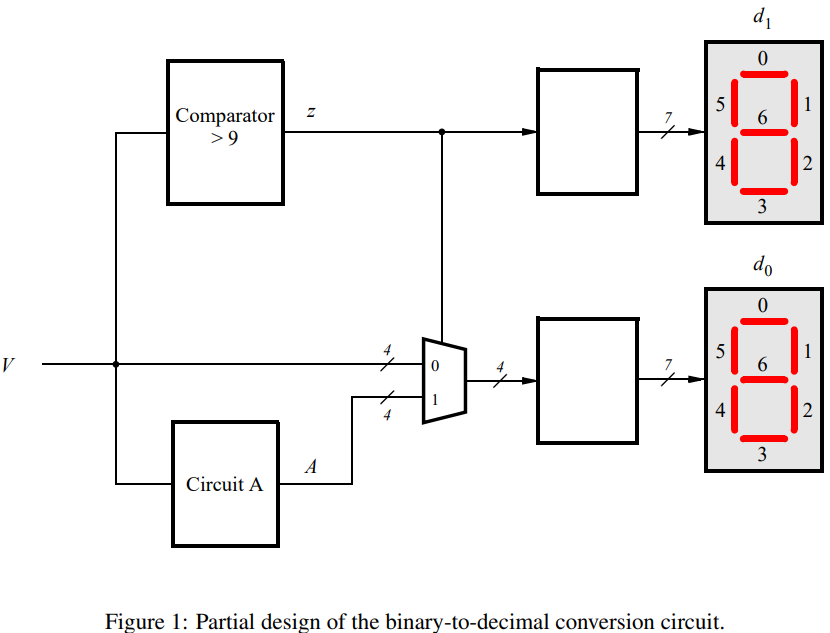 d1
0
5
1
6
4
2
3
Comparator
> 9
z
7
d0
0
5
1
6
4
2
3
V
4
0
1
4
4
7
Circuit A
A
Figure 1: Partial design of the binary-to-decimal conversion circuit.